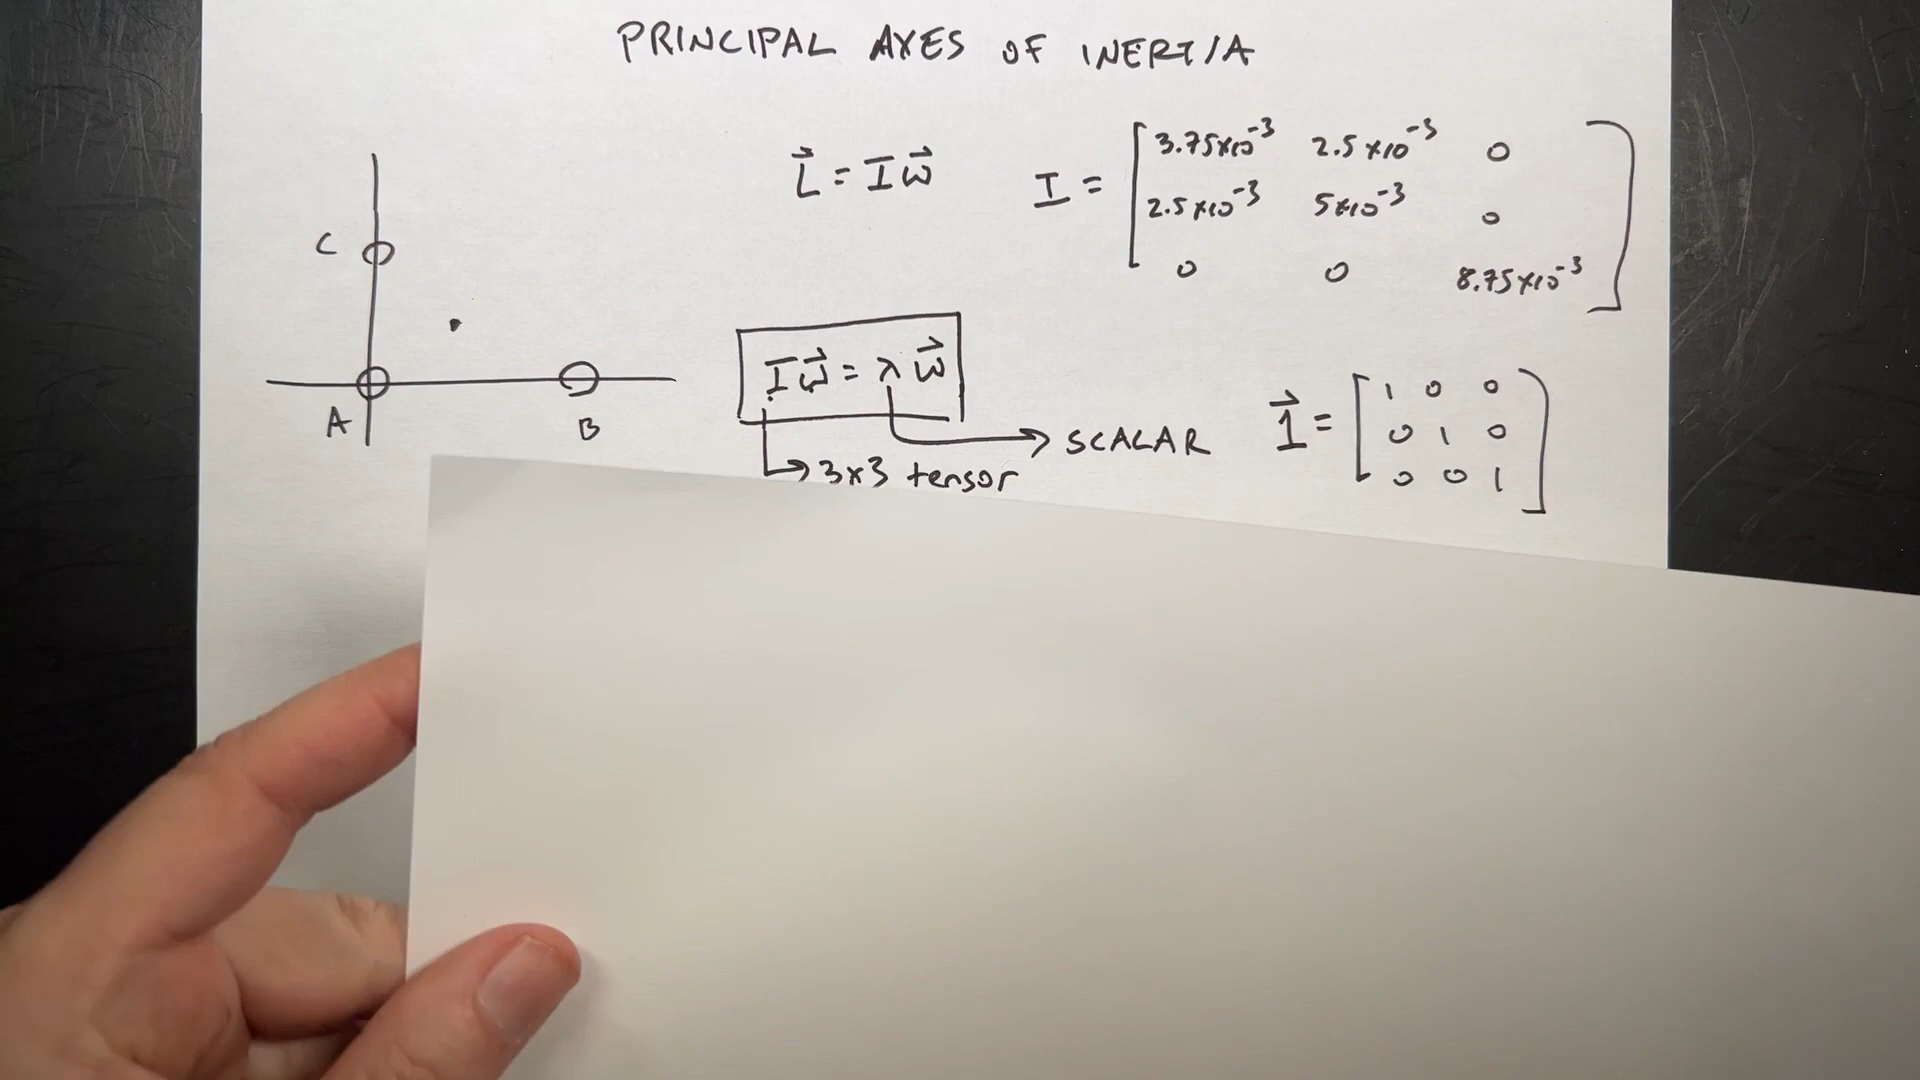 PRINCIPAL AXES OF INERTIA
L⃗ = Iω⃗
I = [3.75×10⁻³ 2.5×10⁻³ 0
2.5×10⁻³ 5×10⁻³ 0
0 0 8.75×10⁻³]
C
A
B
Iω⃗ = λω⃗
SCALAR
3x3 tensor
1⃗ = [1 0 0
0 1 0
0 0 1]